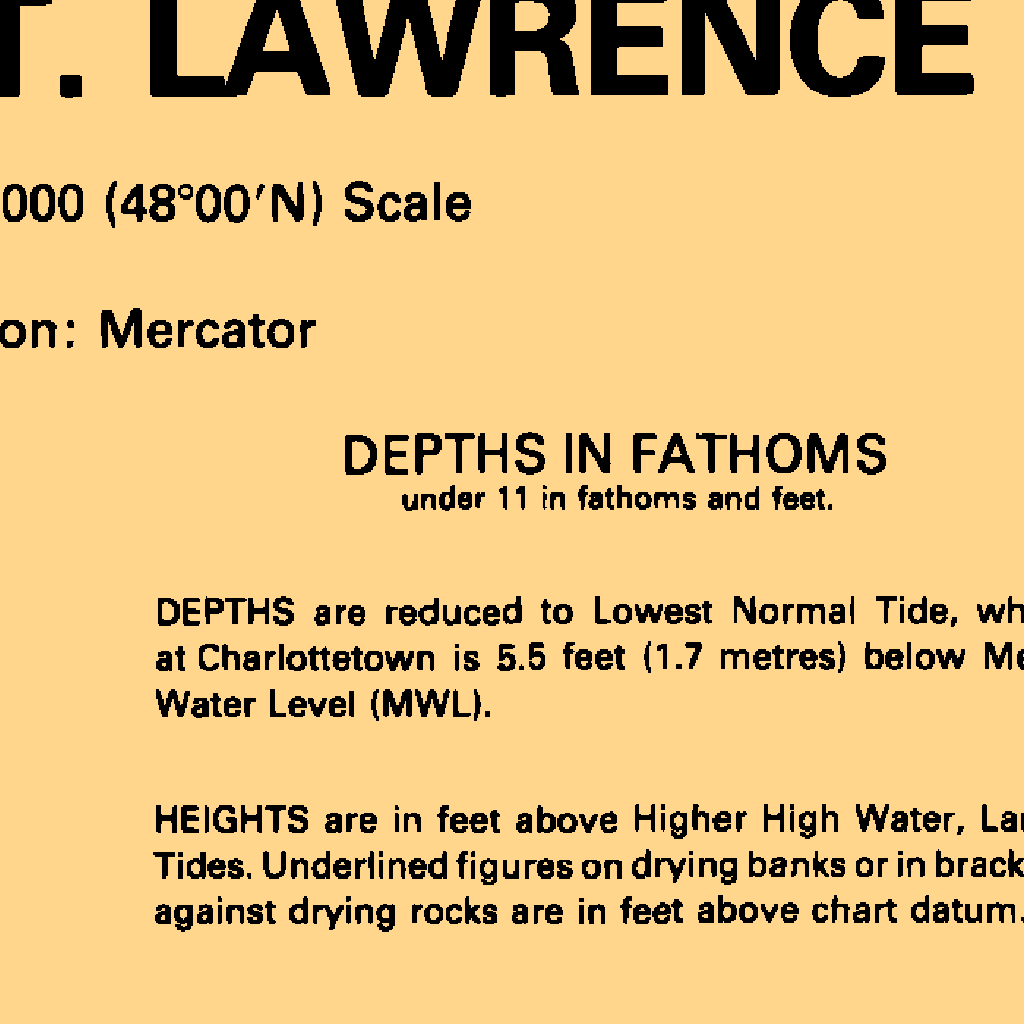 T. LAWRENCE
000 (48°00'N) Scale
on: Mercator
DEPTHS IN FATHOMS
under 11 in fathoms and feet.
DEPTHS are reduced to Lowest Normal Tide, wh
at Charlottetown is 5.5 feet (1.7 metres) below Me
Water Level (MWL).
HEIGHTS are in feet above Higher High Water, Lar
Tides. Underlined figures on drying banks or in brack
against drying rocks are in feet above chart datum.